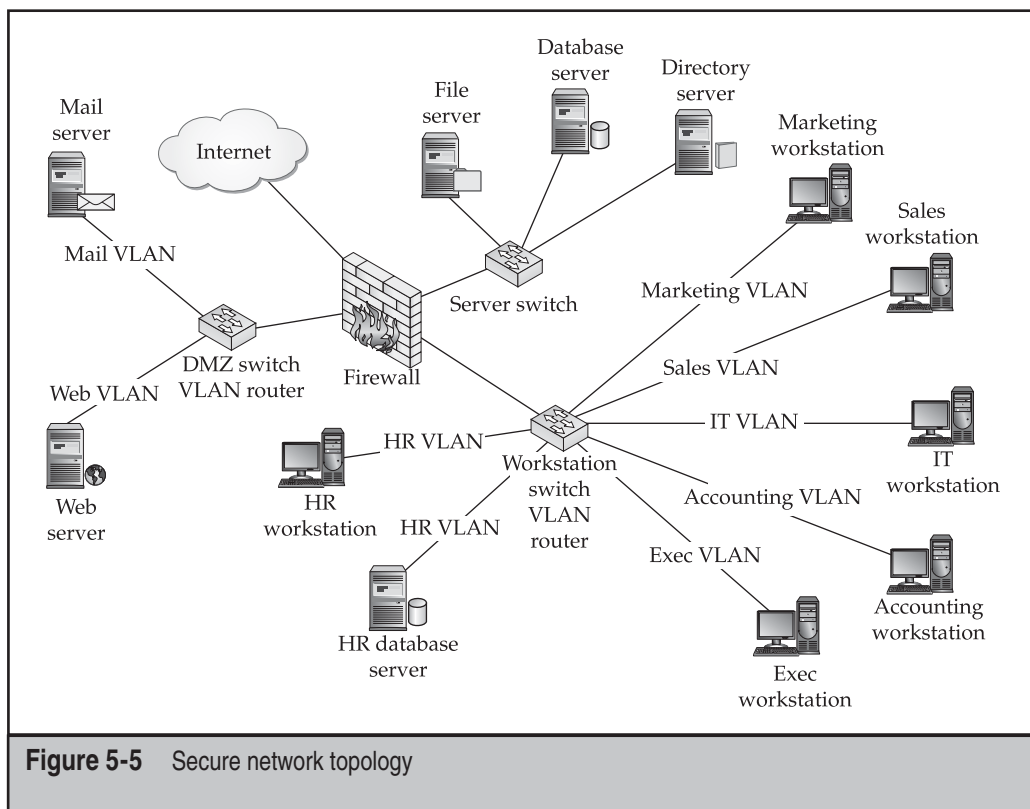 Database
server
Directory
server
File
server
Mail
server
Internet
Marketing
workstation
Sales
workstation
Mail VLAN
Server switch
Marketing VLAN
DMZ switch
VLAN router
Firewall
Sales VLAN
Web VLAN
IT VLAN
HR VLAN
Workstation
switch
VLAN
router
IT
workstation
Web
server
HR
workstation
HR VLAN
Accounting VLAN
Exec VLAN
Accounting
workstation
HR database
server
Exec
workstation
Figure 5-5 Secure network topology